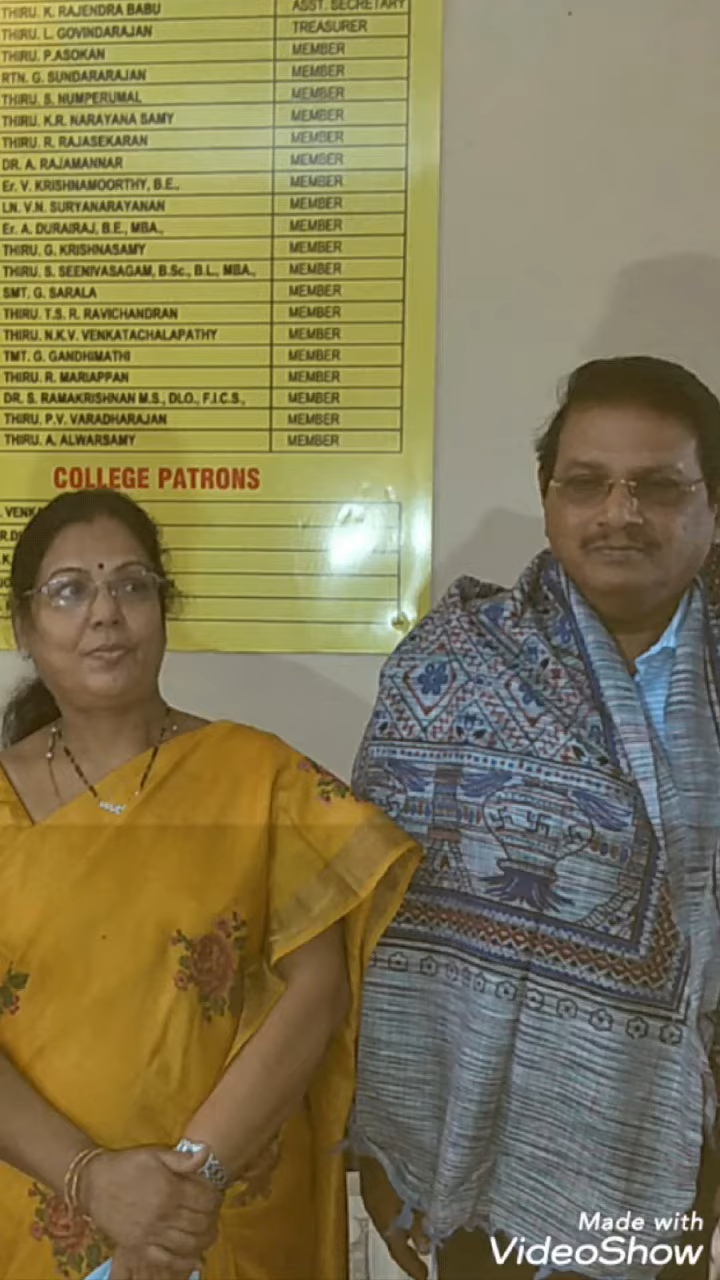 THIRU. K. RAJENDRA BABU ASST. SECRETARY
THIRU. L. GOVINDARAJAN TREASURER
THIRU. P.ASOKAN MEMBER
RTN. G. SUNDARARAJAN MEMBER
THIRU. S. NUMPERUMAL MEMBER
THIRU. K.R. NARAYANA SAMY MEMBER
THIRU. R. RAJASEKARAN MEMBER
DR. A. RAJAMANNAR MEMBER
Er. V. KRISHNAMOORTHY, B.E., MEMBER
LN. V.N. SURYANARAYANAN MEMBER
Er. A. DURAIRAJ, B.E., MBA., MEMBER
THIRU. G. KRISHNASAMY MEMBER
THIRU. S. SEENIVASAGAM, B.Sc., B.L., MBA., MEMBER
SMT. G. SARALA MEMBER
THIRU. T.S. R. RAVICHANDRAN MEMBER
THIRU. N.K.V. VENKATACHALAPATHY MEMBER
TMT. G. GANDHIMATHI MEMBER
THIRU. R. MARIAPPAN MEMBER
DR. S. RAMAKRISHNAN M.S., DLO., F.I.C.S., MEMBER
THIRU. P.V. VARADHARAJAN MEMBER
THIRU. A. ALWARSAMY MEMBER
COLLEGE PATRONS
Made with
VideoShow